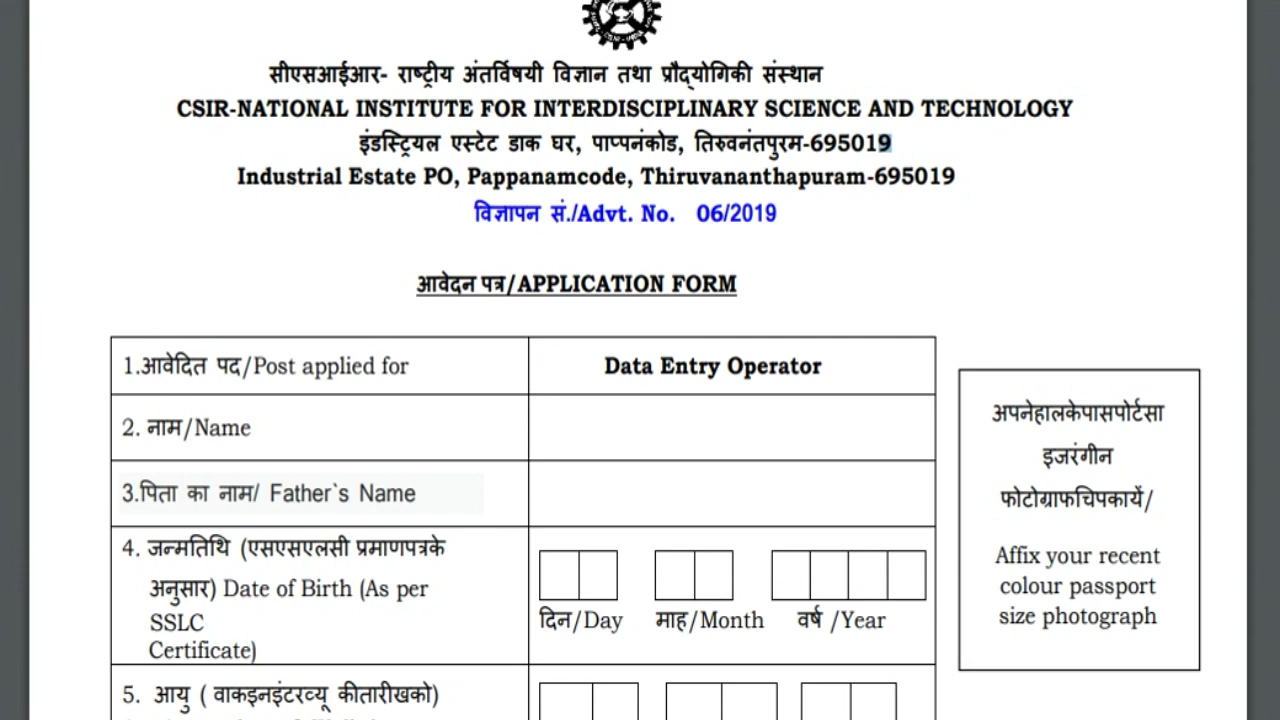 सीएसआईआर- राष्ट्रीय अंतर्विषयी विज्ञान तथा प्रौद्योगिकी संस्थान
CSIR-NATIONAL INSTITUTE FOR INTERDISCIPLINARY SCIENCE AND TECHNOLOGY
इंडस्ट्रियल एस्टेट डाक घर, पाप्पनंकोड, तिरुवनंतपुरम-695019
Industrial Estate PO, Pappanamcode, Thiruvananthapuram-695019
विज्ञापन सं./Advt. No. 06/2019
आवेदन पत्र/APPLICATION FORM
1.आवेदित पद/Post applied for
Data Entry Operator
2. नाम/Name
3.पिता का नाम/ Father`s Name
4. जन्मतिथि (एसएसएलसी प्रमाणपत्रके
अनुसार) Date of Birth (As per
SSLC
Certificate)
दिन/Day माह/Month वर्ष /Year
5. आयु ( वाकइनइंटरव्यू कीतारीखको)
अपनेहालकेपासपोर्टसा
इजरंगीन
फोटोग्राफचिपकायें/
Affix your recent
colour passport
size photograph